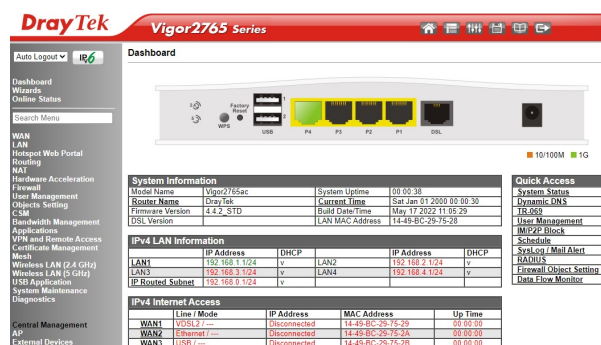 DrayTek Vigor2765 Series
Auto Logout IPv6
Dashboard
Dashboard
Wizards
Online Status
Search Menu
WAN
LAN
Hotspot Web Portal
Routing
NAT
Hardware Acceleration
Firewall
User Management
Objects Setting
CSM
Bandwidth Management
Applications
VPN and Remote Access
Certificate Management
Mesh
Wireless LAN (2.4 GHz)
Wireless LAN (5 GHz)
USB Application
System Maintenance
Diagnostics
Central Management
AP
External Devices
Factory
Reset
WPS
1
2
USB P4 P3 P2 P1 DSL
10/100M 1G
System Information
Model Name Vigor2765ac System Uptime 00:00:38
Router Name DrayTek Current Time Sat Jan 01 2000 00:00:30
Firmware Version 4.4.2_STD Build Date/Time May 17 2022 11:05:29
DSL Version LAN MAC Address 14-49-BC-29-75-28
IPv4 LAN Information
IP Address DHCP IP Address DHCP
LAN1 192.168.1.1/24 v LAN2 192.168.2.1/24 v
LAN3 192.168.3.1/24 v LAN4 192.168.4.1/24 v
IP Routed Subnet 192.168.0.1/24 v
IPv4 Internet Access
Line / Mode IP Address MAC Address Up Time
WAN1 VDSL2 / --- Disconnected 14-49-BC-29-75-29 00:00:00
WAN2 Ethernet / --- Disconnected 14-49-BC-29-75-2A 00:00:00
WAN3 USB / --- Disconnected 14-49-BC-29-75-2B 00:00:00
Quick Access
System Status
Dynamic DNS
TR-069
User Management
IM/P2P Block
Schedule
SysLog / Mail Alert
RADIUS
Firewall Object Setting
Data Flow Monitor